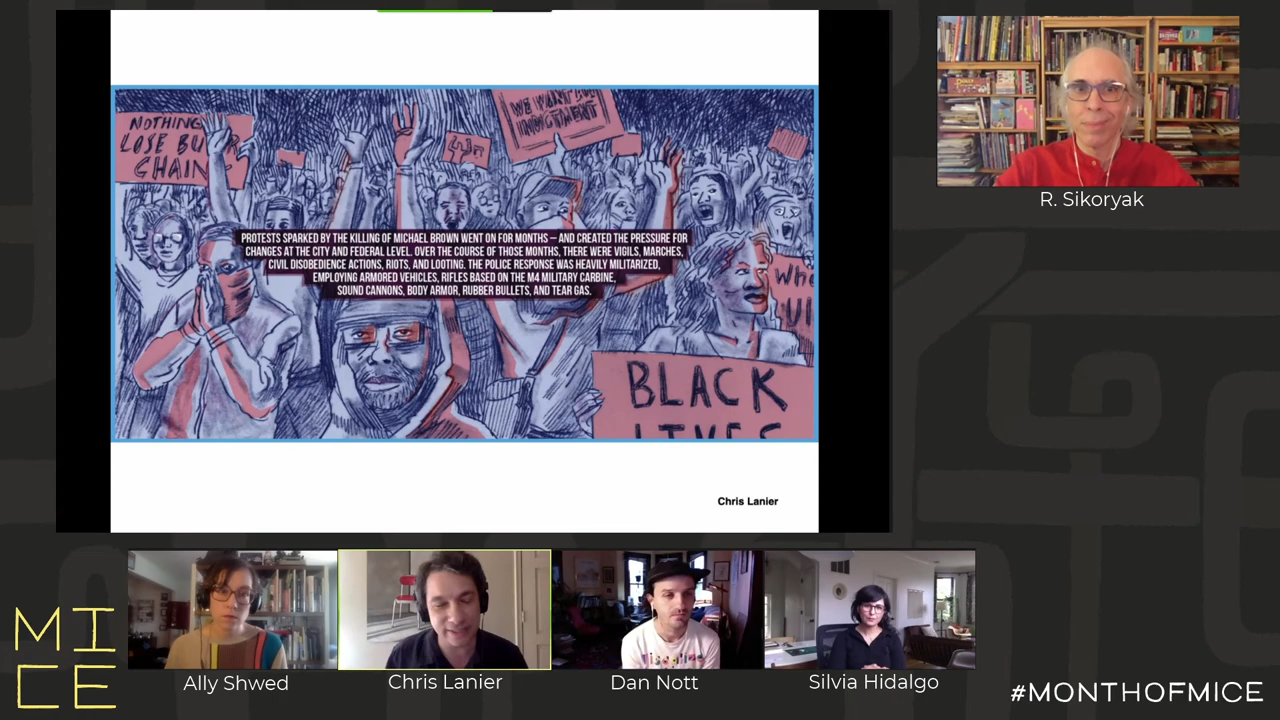 NOTHING
LOSE BU
CHAIN
WE WANT
INDICTMENT
PROTESTS SPARKED BY THE KILLING OF MICHAEL BROWN WENT ON FOR MONTHS – AND CREATED THE PRESSURE FOR
CHANGES AT THE CITY AND FEDERAL LEVEL. OVER THE COURSE OF THOSE MONTHS, THERE WERE VIGILS, MARCHES,
CIVIL DISOBEDIENCE ACTIONS, RIOTS, AND LOOTING. THE POLICE RESPONSE WAS HEAVILY MILITARIZED,
EMPLOYING ARMORED VEHICLES, RIFLES BASED ON THE M4 MILITARY CARBINE,
SOUND CANNONS, BODY ARMOR, RUBBER BULLETS, AND TEAR GAS.
BLACK
LIVES
Chris Lanier
R. Sikoryak
Ally Shwed
Chris Lanier
Dan Nott
Silvia Hidalgo
MI
CE
#MONTHOFMICE